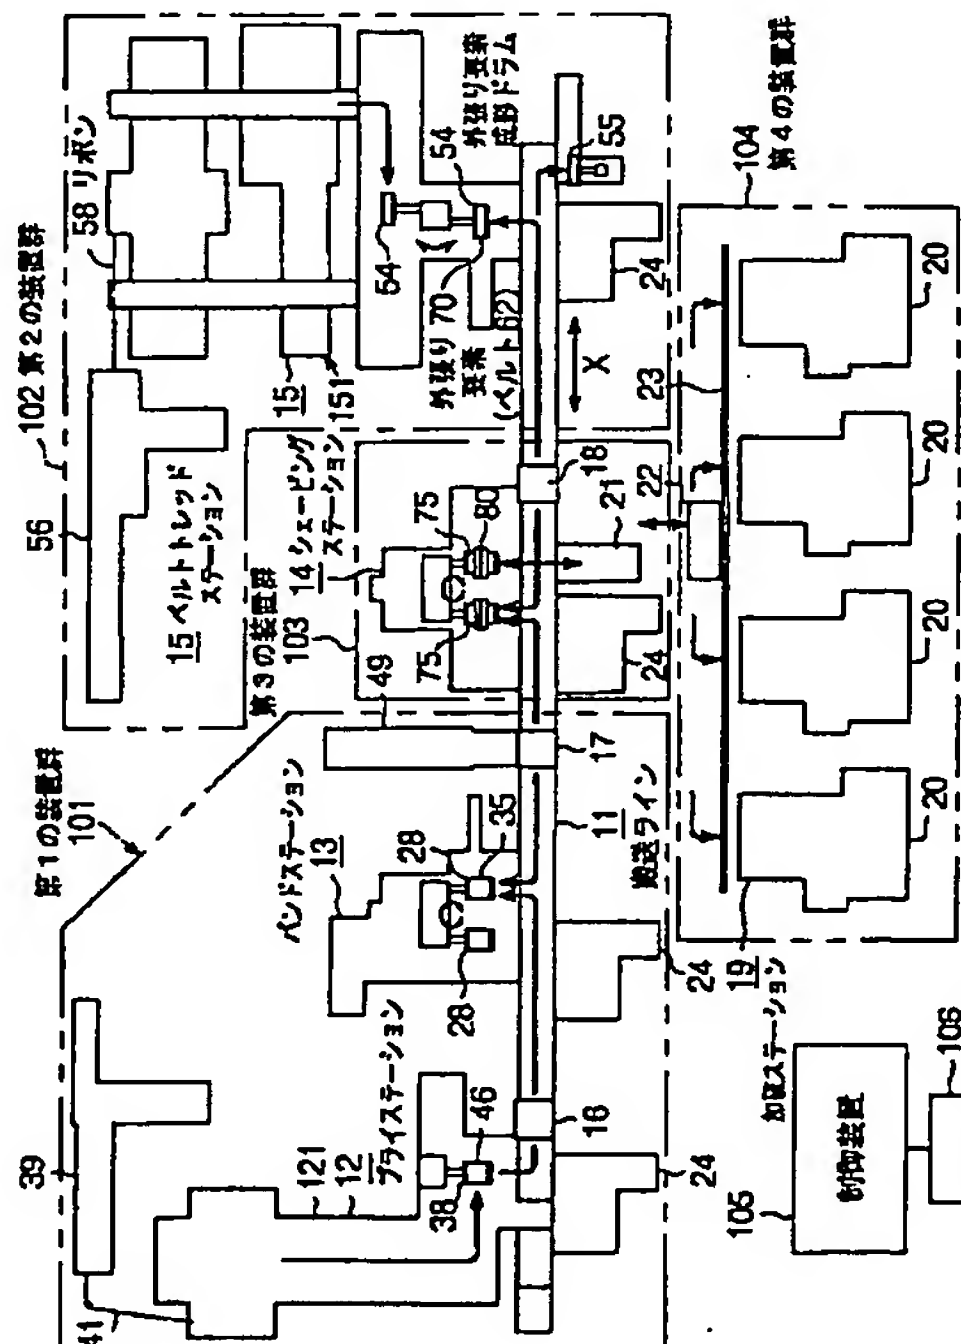 39
41
56
102 第2の装置群
58 リボン
第1の装置群
101
121
12
プライステーション
15 ベルトトレッド
ステーション
第3の装置群
103
49
バンドステーション
13
14 シェービング
ステーション
15
151
54
38
46
28
28
35
75
75
80
外張り
要素
(ベルト62)
70
54
外張り要素
成形ドラム
55
16
17
18
X
11
搬送ライン
24
24
24
24
21
22
23
104
第4の装置群
19
加硫ステーション
20
20
20
20
105
制御装置
106